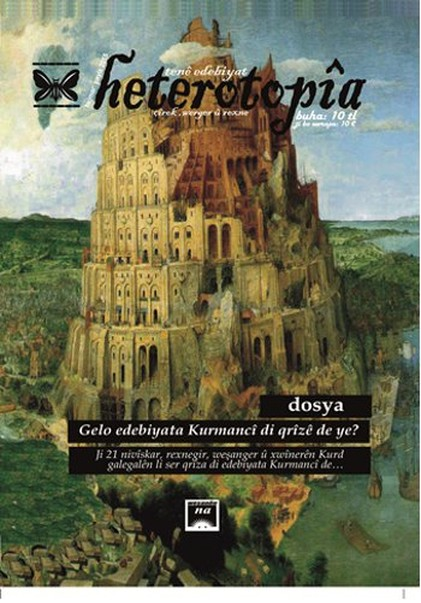 tenê edebiyat
heterotopîa
çîrok, werger û rexne
buha: 10 tl
ji bo ewropa: 10 €
dosya
Gelo edebiyata Kurmancî di qrîzê de ye?
Ji 21 nivîskar, rexnegir, weşanger û xwînerên Kurd
galegalên li ser qrîza di edebiyata Kurmancî de...
na